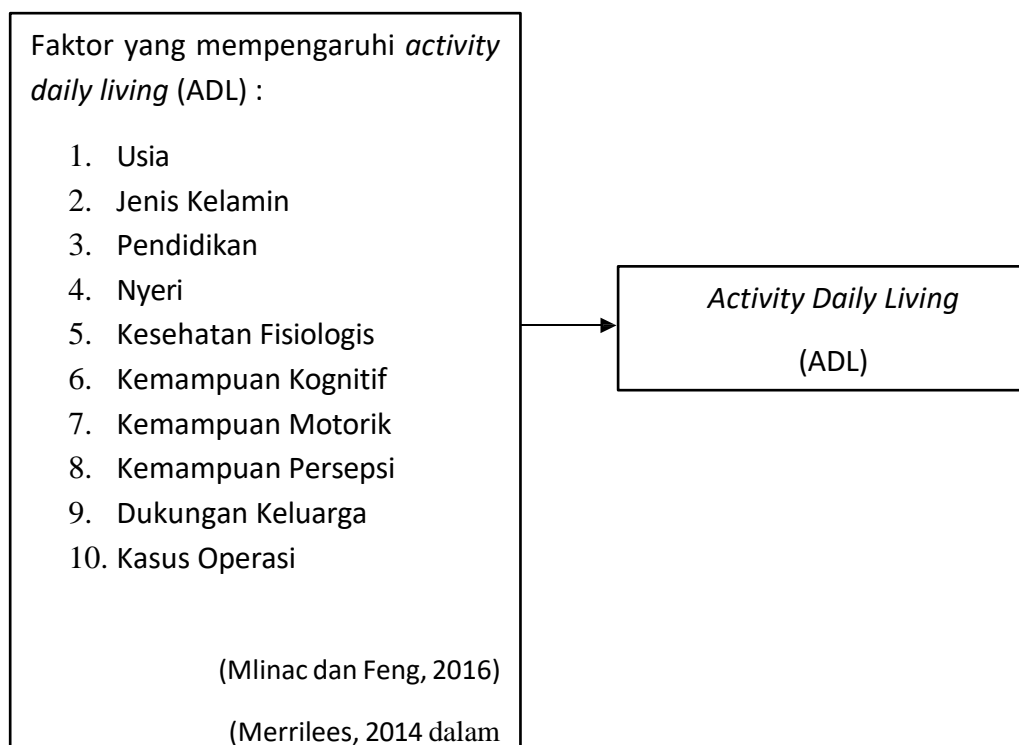 Faktor yang mempengaruhi activity
daily living (ADL) :
1. Usia
2. Jenis Kelamin
3. Pendidikan
4. Nyeri
5. Kesehatan Fisiologis
6. Kemampuan Kognitif
7. Kemampuan Motorik
8. Kemampuan Persepsi
9. Dukungan Keluarga
10. Kasus Operasi
(Mlinac dan Feng, 2016)
(Merrilees, 2014 dalam
Activity Daily Living
(ADL)